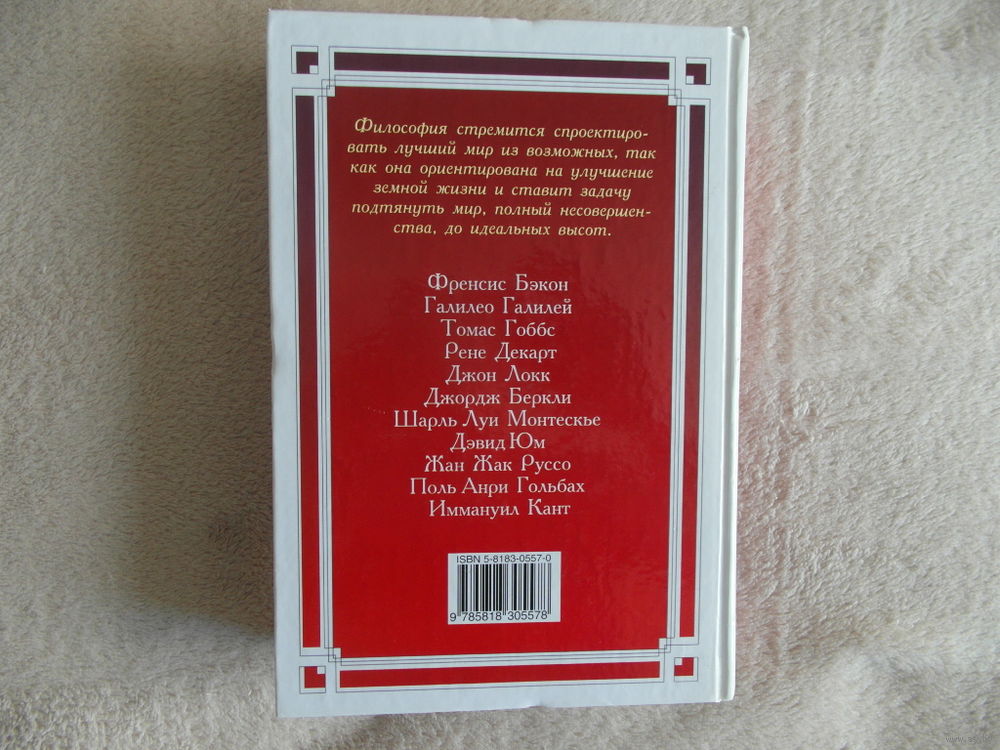 Философия стремится спроектиро-
вать лучший мир из возможных, так
как она ориентирована на улучшение
земной жизни и ставит задачу
подтянуть мир, полный несовершен-
ства, до идеальных высот.
Френсис Бэкон
Галилео Галилей
Томас Гоббс
Рене Декарт
Джон Локк
Джордж Беркли
Шарль Луи Монтескье
Дэвид Юм
Жан Жак Руссо
Поль Анри Гольбах
Иммануил Кант
ISBN 5-8183-0557-0
9 785818 305578